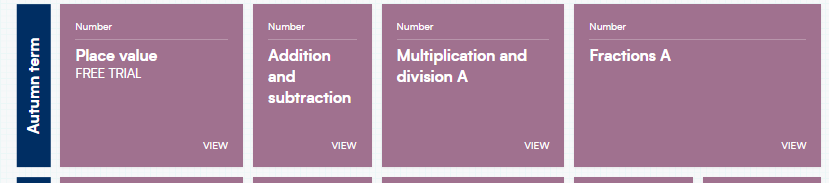 Autumn term
Number
Place value
FREE TRIAL
VIEW
Number
Addition
and
subtraction
VIEW
Number
Multiplication and
division A
VIEW
Number
Fractions A
VIEW